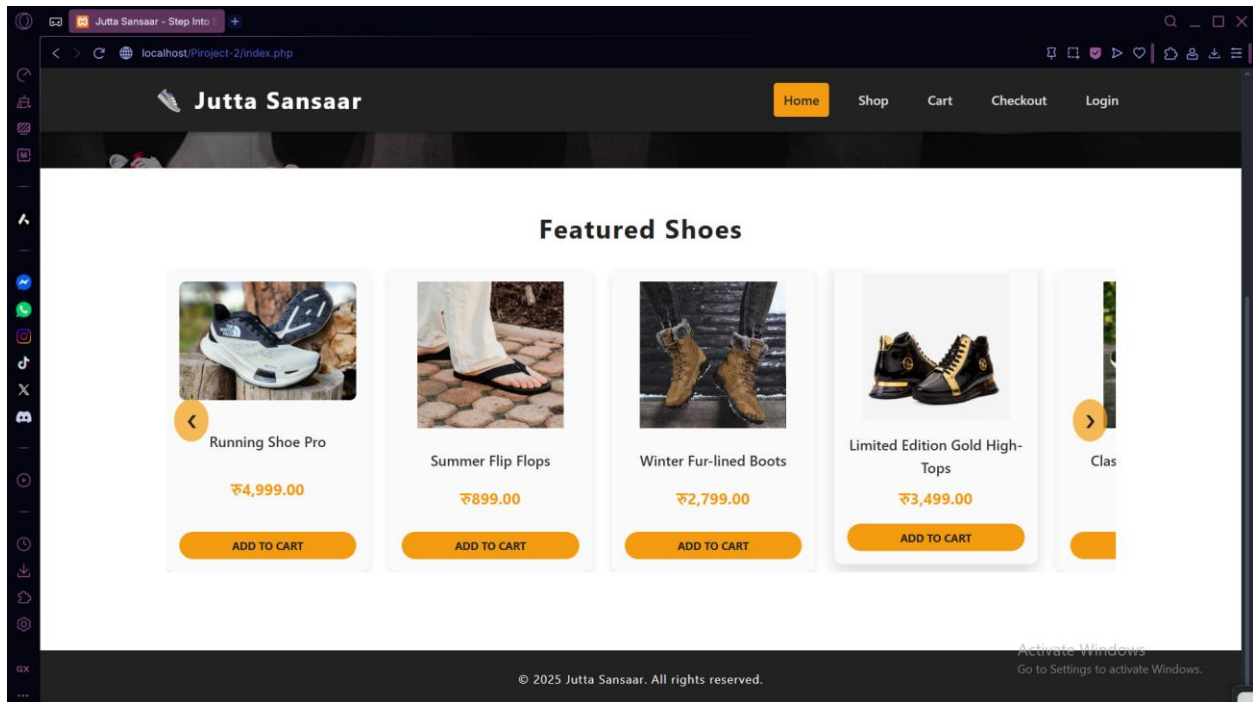 Jutta Sansaar - Step Into S
localhost/Piroject-2/index.php
Jutta Sansaar
Home Shop Cart Checkout Login
Featured Shoes
Running Shoe Pro
रु4,999.00
ADD TO CART
Summer Flip Flops
रु899.00
ADD TO CART
Winter Fur-lined Boots
रु2,799.00
ADD TO CART
Limited Edition Gold High-
Tops
रु3,499.00
ADD TO CART
Clas
Activate Windows
Go to Settings to activate Windows.
© 2025 Jutta Sansaar. All rights reserved.
GX